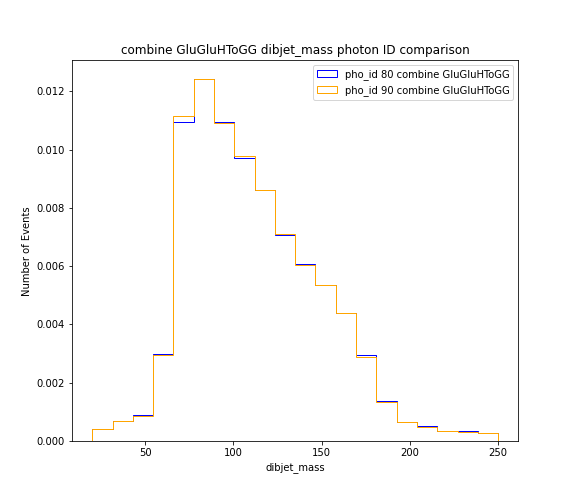 combine GluGluHToGG dibjet_mass photon ID comparison
pho_id 80 combine GluGluHToGG
pho_id 90 combine GluGluHToGG
Number of Events
0.012
0.010
0.008
0.006
0.004
0.002
0.000
50
100
150
200
250
dibjet_mass